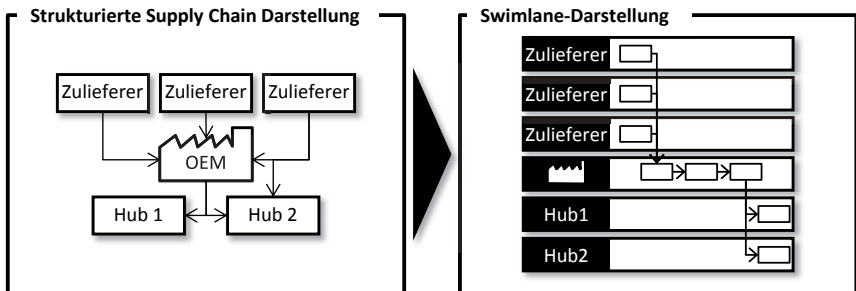 Strukturierte Supply Chain Darstellung
Zulieferer Zulieferer Zulieferer
OEM
Hub 1 Hub 2
Swimlane-Darstellung
Zulieferer
Zulieferer
Zulieferer
Hub1
Hub2